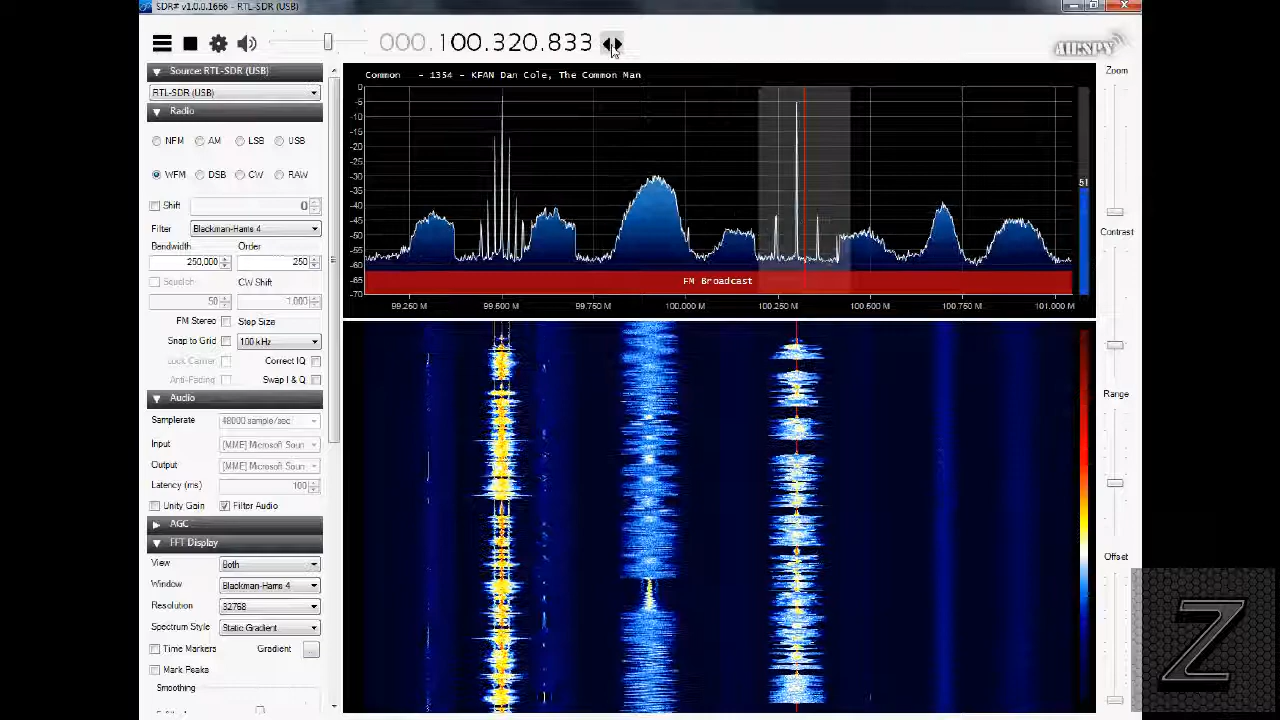 SDR# v1.0.0.1666 - RTL-SDR (USB)
000.100.320.833
AIRSPY
Source: RTL-SDR (USB)
RTL-SDR (USB)
Radio
NFM AM LSB USB
WFM DSB CW RAW
Shift 0
Filter Blackman-Harris 4
Bandwidth Order
250,000 250
Squelch CW Shift
50 1,000
FM Stereo Step Size
Snap to Grid 100 kHz
Lock Carrier Correct IQ
Anti-Fading Swap I & Q
Audio
Samplerate 48000 sample/sec
Input [MME] Microsoft Soun
Output [MME] Microsoft Soun
Latency (ms) 100
Unity Gain Filter Audio
AGC
FFT Display
View Both
Window Blackman-Harris 4
Resolution 32768
Spectrum Style Static Gradient
Time Markers Gradient ...
Mark Peaks
Smoothing
Common - 1354 - KFAN Dan Cole, The Common Man
0
-5
-10
-15
-20
-25
-30
-35
-40
-45
-50
-55
-60
-65
-70
51
FM Broadcast
99.250 M 99.500 M 99.750 M 100.000 M 100.250 M 100.500 M 100.750 M 101.000 M
Zoom
Contrast
Range
Offset
Z